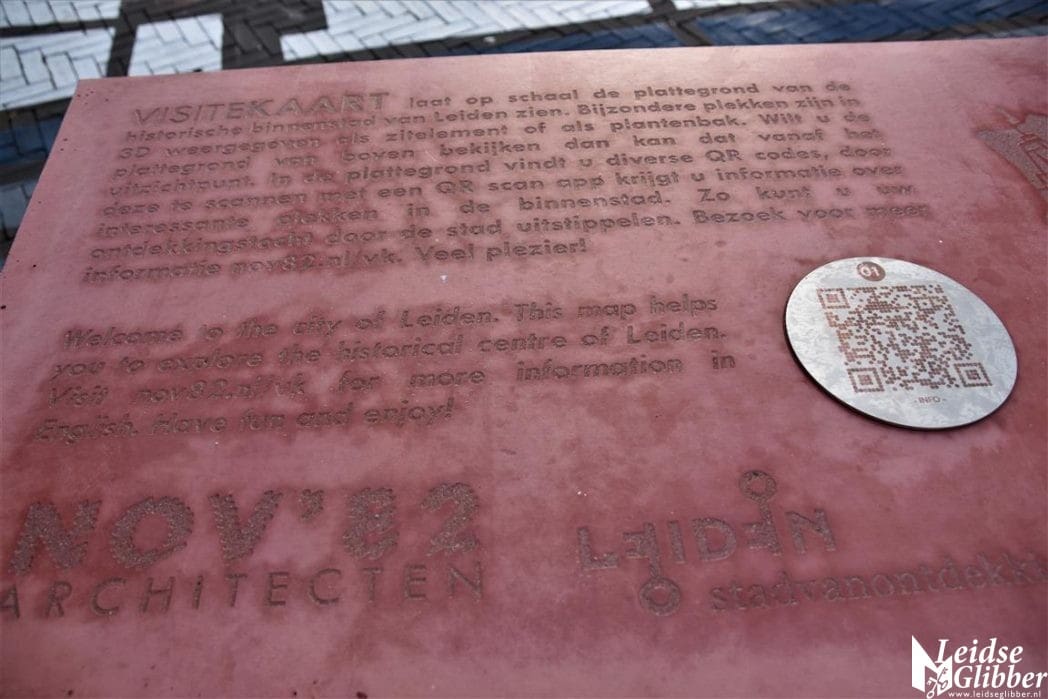 VISITEKAART laat op schaal de plattegrond van de
historische binnenstad van Leiden zien. Bijzondere plekken zijn in
3D weergegeven als zitelement of als plantenbak. Wilt u de
plattegrond van boven bekijken dan kan dat vanaf het
uitzichtpunt. In de plattegrond vindt u diverse QR codes, door
deze te scannen met een QR scan app krijgt u informatie over
interessante plekken in de binnenstad. Zo kunt u uw
ontdekkingstocht door de stad uitstippelen. Bezoek voor meer
informatie nov82.nl/vk. Veel plezier!
Welcome to the city of Leiden. This map helps
you to explore the historical centre of Leiden.
Visit nov82.nl/vk for more information in
English. Have fun and enjoy!
01
- INFO -
NOV'82
ARCHITECTEN
LEIDEN
stadvanontdekki
Leidse
Glibber
www.leidseglibber.nl